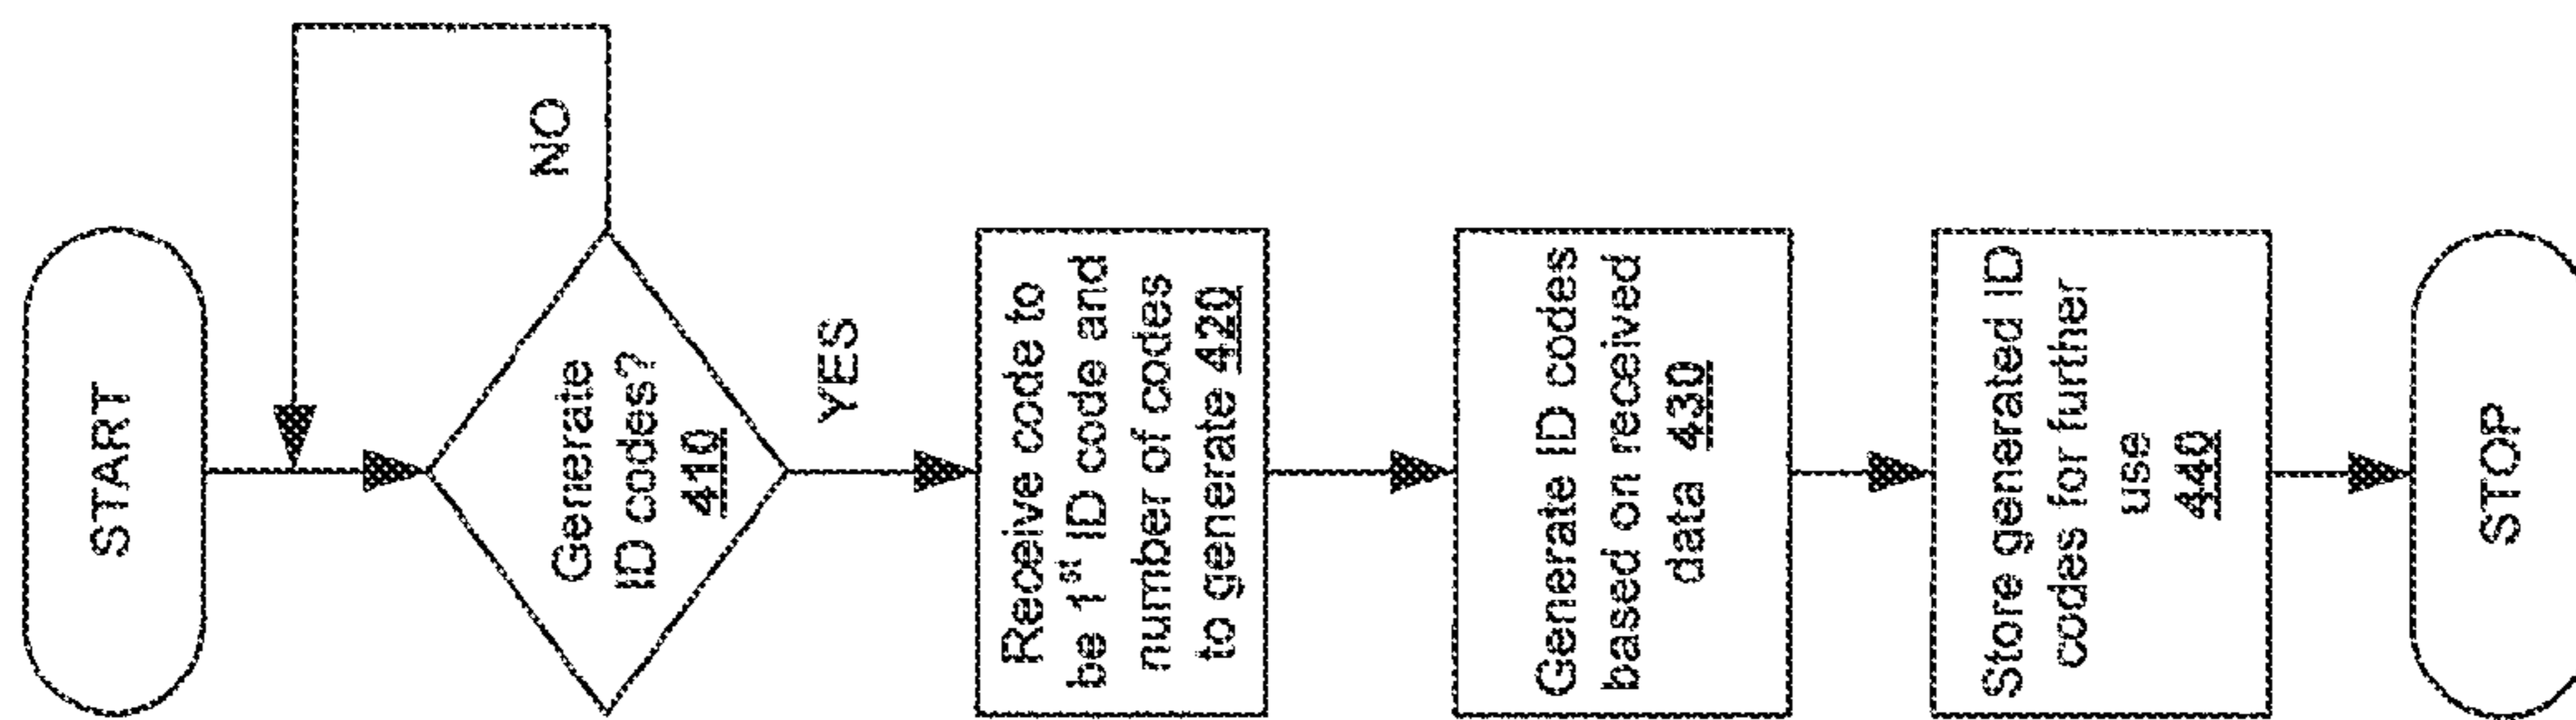 START
NO
Generate
ID codes?
410
YES
Receive code to
be 1st ID code and
number of codes
to generate 420
Generate ID codes
based on received
data 430
Store generated ID
codes for further
use
440
STOP